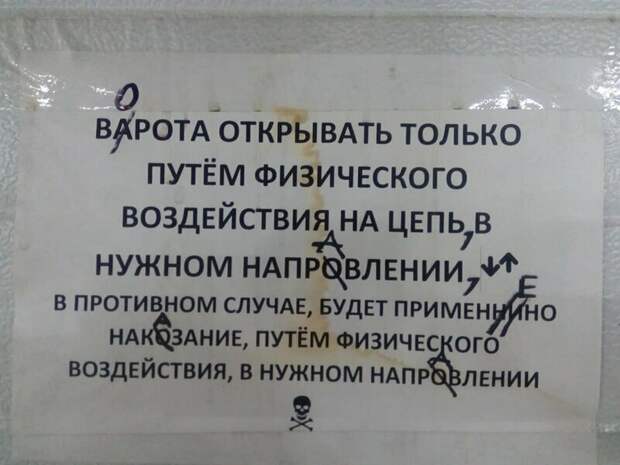 О
ВАРОТА ОТКРЫВАТЬ ТОЛЬКО
ПУТЁМ ФИЗИЧЕСКОГО
ВОЗДЕЙСТВИЯ НА ЦЕПЬ, В
А
НУЖНОМ НАПРОВЛЕНИИ, ↓↑
Е
В ПРОТИВНОМ СЛУЧАЕ, БУДЕТ ПРИМЕННИНО
А
НАКОЗАНИЕ, ПУТЁМ ФИЗИЧЕСКОГО
А
ВОЗДЕЙСТВИЯ, В НУЖНОМ НАПРОВЛЕНИИ